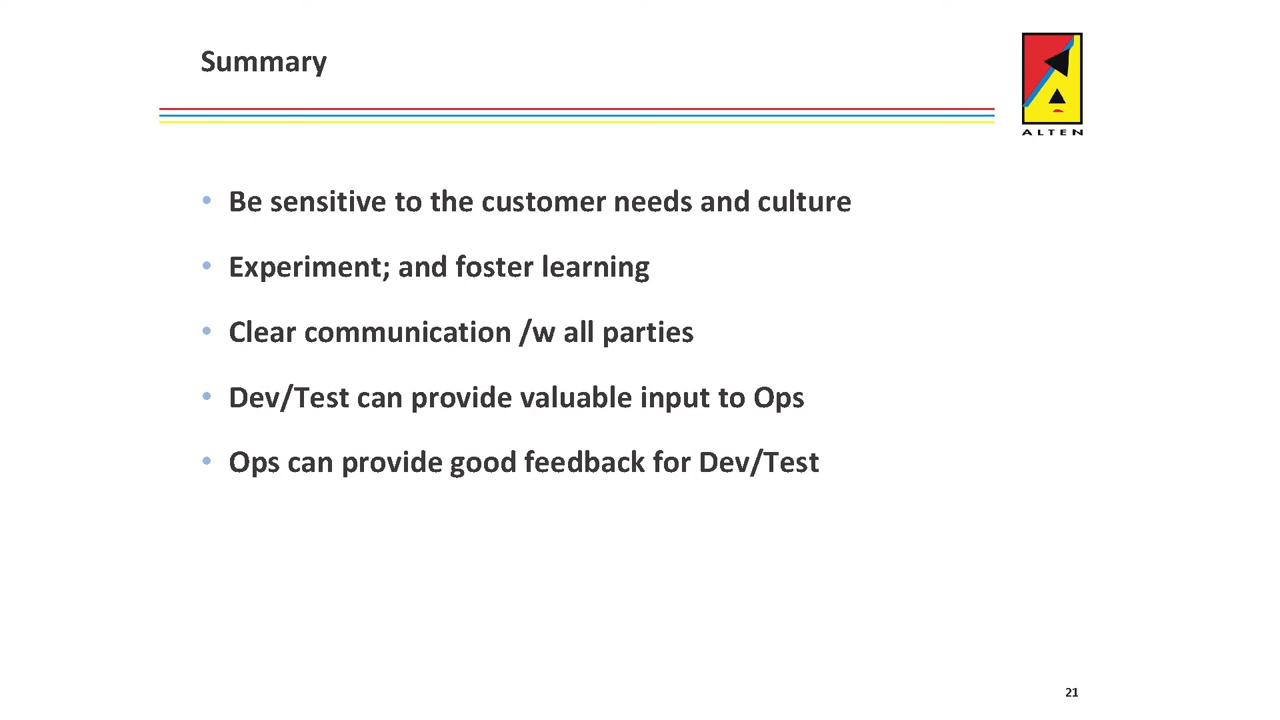 Summary
ALTEN
• Be sensitive to the customer needs and culture
• Experiment; and foster learning
• Clear communication /w all parties
• Dev/Test can provide valuable input to Ops
• Ops can provide good feedback for Dev/Test
21